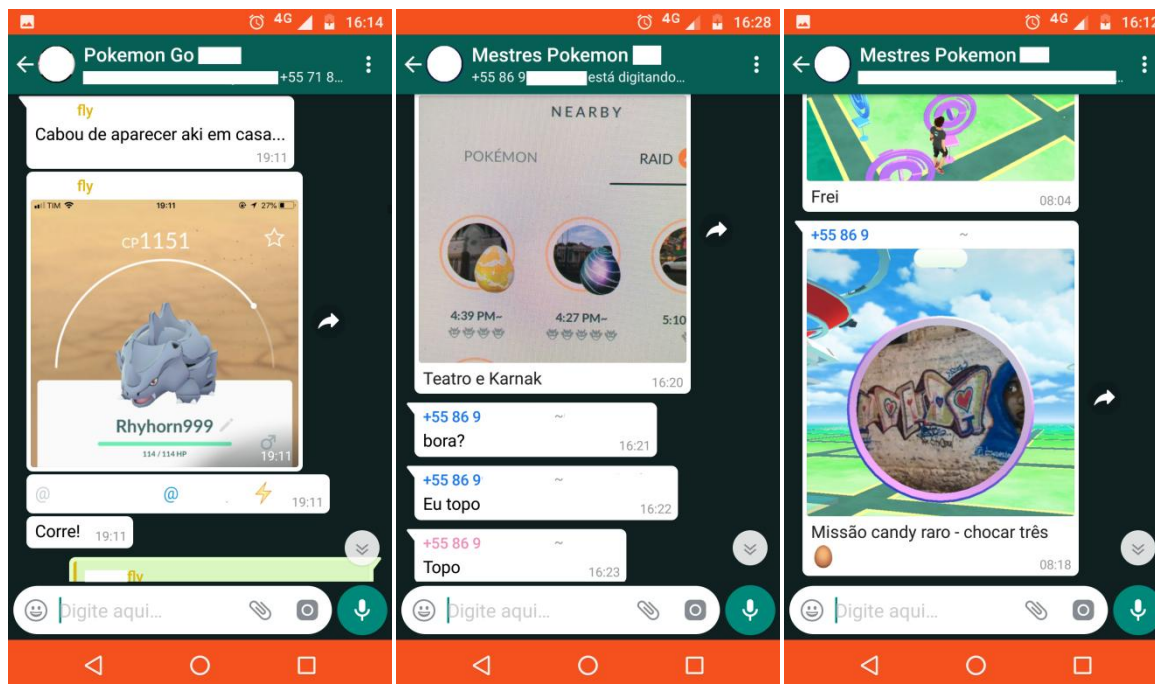 4G 16:14
Pokemon Go
+55 71 8...
fly
Cabou de aparecer aki em casa...
19:11
fly
TIM 19:11 27%
CP1151
Rhyhorn999
114 / 114 HP
19:11
@ @ ⚡ 19:11
Corre! 19:11
fly
Digite aqui...
4G 16:28
Mestres Pokemon
+55 86 9 está digitando...
NEARBY
POKÉMON RAID
4:39 PM~ 4:27 PM~ 5:10
Teatro e Karnak 16:20
+55 86 9 ~
bora? 16:21
+55 86 9 ~
Eu topo 16:22
+55 86 9 ~
Topo 16:23
Digite aqui...
4G 16:12
Mestres Pokemon
Frei 08:04
+55 86 9 ~
Missão candy raro - chocar três
🥚 08:18
Digite aqui...